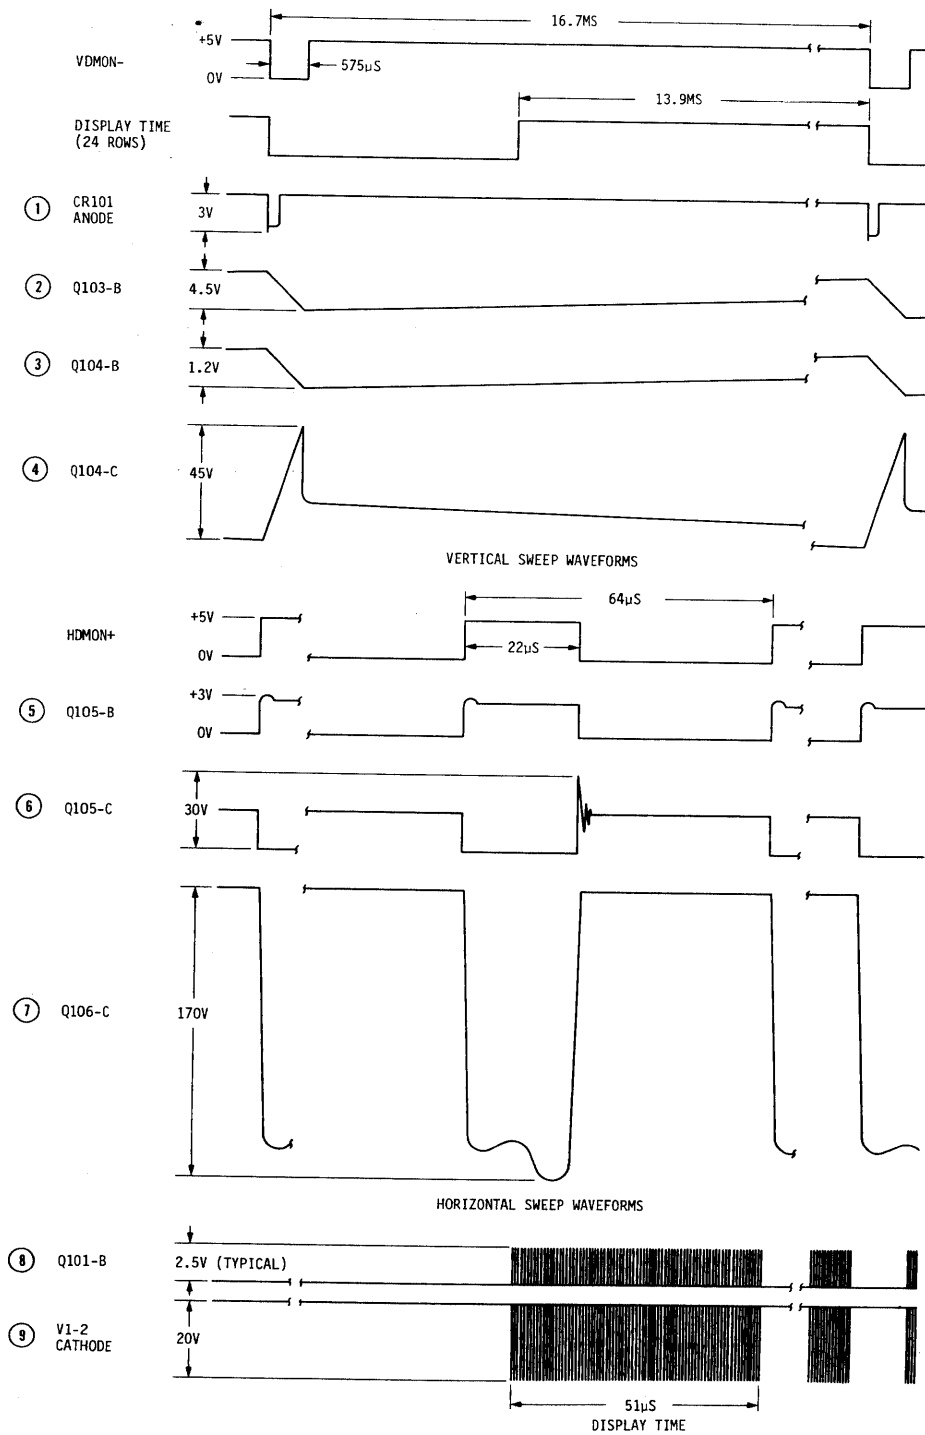 16.7MS
+5V
VDMON-
575µS
0V
13.9MS
DISPLAY TIME
(24 ROWS)
1 CR101
ANODE
3V
2 Q103-B
4.5V
3 Q104-B
1.2V
4 Q104-C
45V
VERTICAL SWEEP WAVEFORMS
64µS
+5V
HDMON+
22µS
0V
+3V
5 Q105-B
0V
6 Q105-C
30V
7 Q106-C
170V
HORIZONTAL SWEEP WAVEFORMS
8 Q101-B
2.5V (TYPICAL)
9 V1-2
CATHODE
20V
51µS
DISPLAY TIME